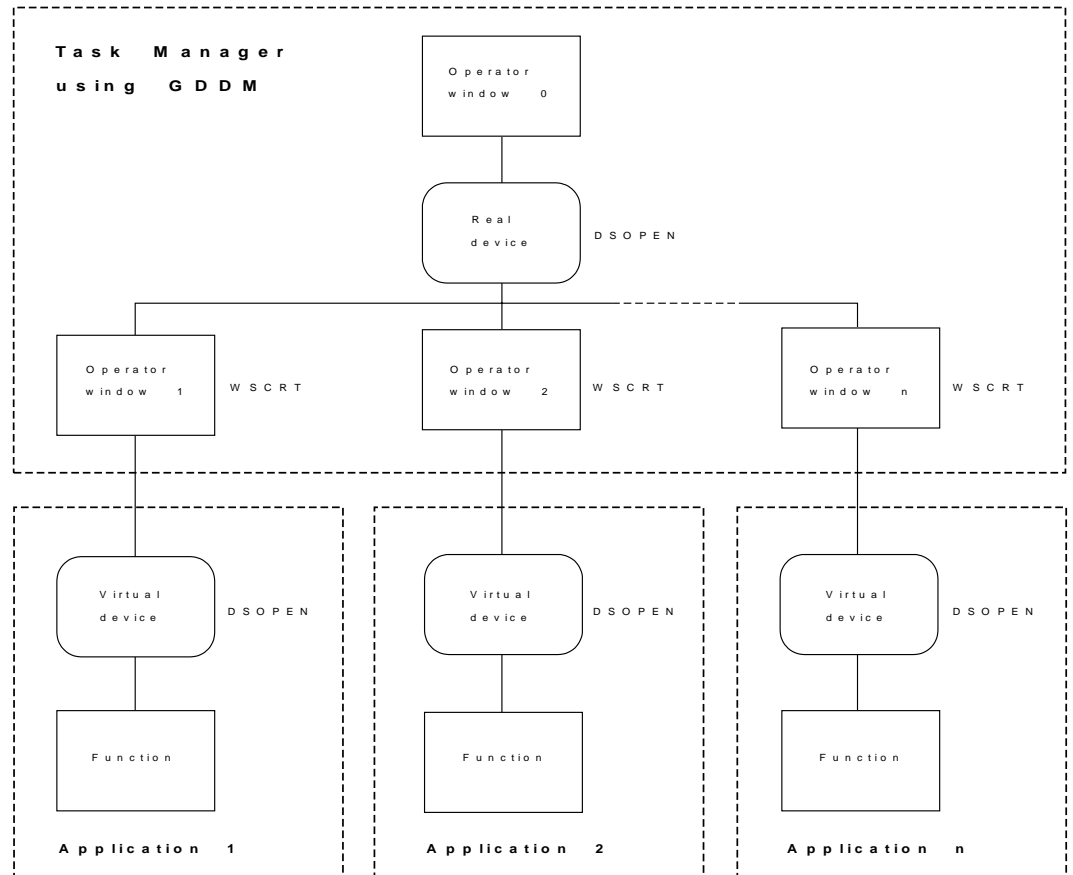 Task Manager
using GDDM
Operator
window 0
Real
device
DSOPEN
Operator
window 1
WSCRT
Operator
window 2
WSCRT
Operator
window n
WSCRT
Virtual
device
DSOPEN
Virtual
device
DSOPEN
Virtual
device
DSOPEN
Function
Function
Function
Application 1
Application 2
Application n